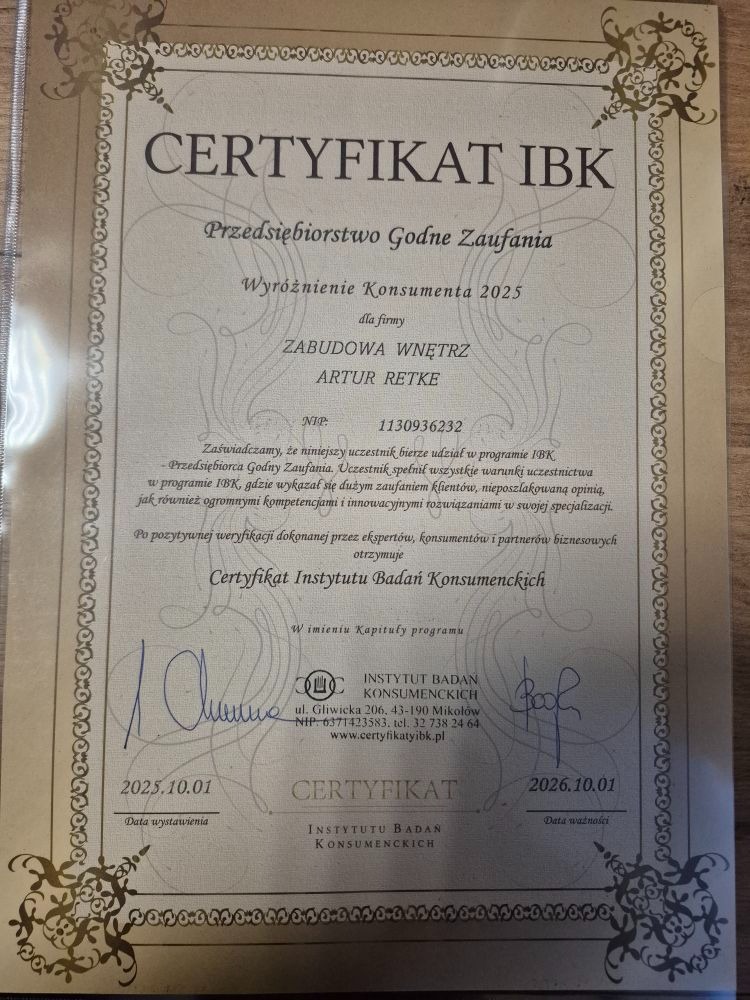 CERTYFIKAT IBK
Przedsiębiorstwo Godne Zaufania
Wyróżnienie Konsumenta 2025
dla firmy
ZABUDOWA WNĘTRZ
ARTUR RETKE
NIP: 1130936232
Zaświadczamy, że niniejszy uczestnik bierze udział w programie IBK
- Przedsiębiorca Godny Zaufania. Uczestnik spełnił wszystkie warunki uczestnictwa
w programie IBK, gdzie wykazał się dużym zaufaniem klientów, nieposzlakowaną opinią,
jak również ogromnymi kompetencjami i innowacyjnymi rozwiązaniami w swojej specjalizacji.
Po pozytywnej weryfikacji dokonanej przez ekspertów, konsumentów i partnerów biznesowych
otrzymuje
Certyfikat Instytutu Badań Konsumenckich
W imieniu Kapituły programu
INSTYTUT BADAŃ
KONSUMENCKICH
ul. Gliwicka 206, 43-190 Mikołów
NIP: 6371423583, tel. 32 738 24 64
www.certyfikatyibk.pl
2025.10.01
Data wystawienia
CERTYFIKAT
INSTYTUTU BADAŃ
KONSUMENCKICH
2026.10.01
Data ważności